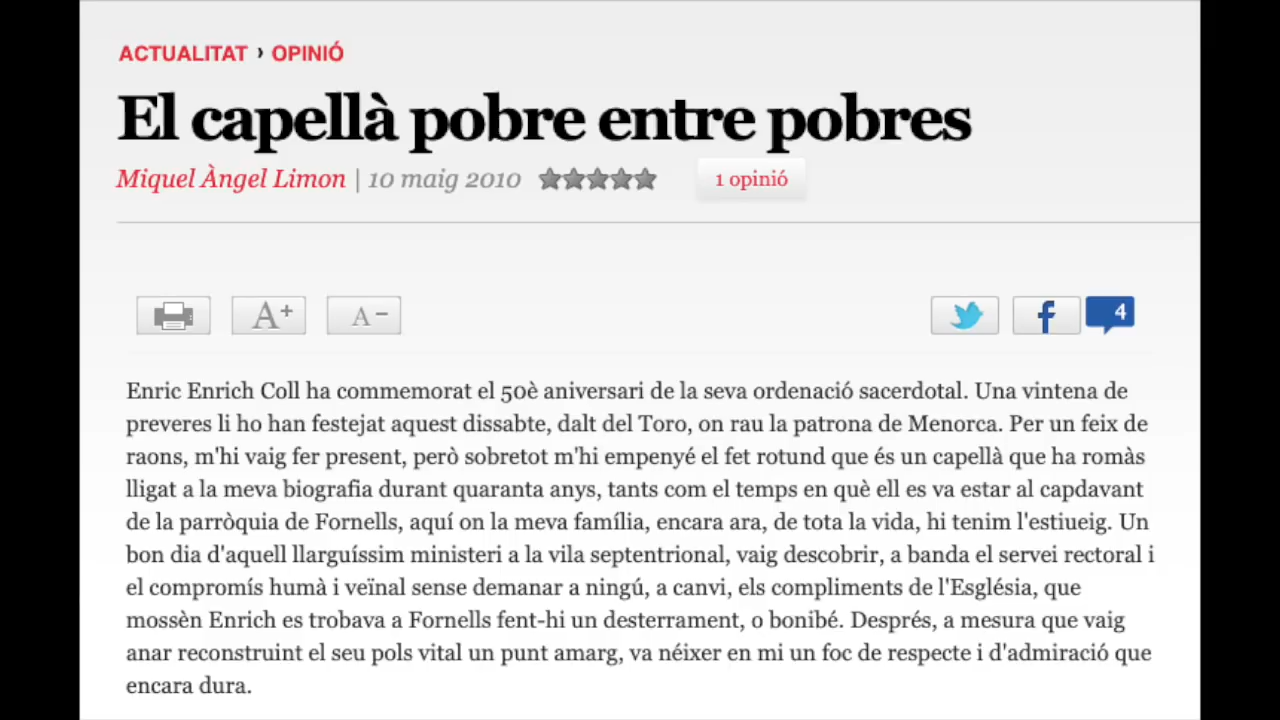 ACTUALITAT › OPINIÓ
El capellà pobre entre pobres
Miquel Àngel Limon | 10 maig 2010
1 opinió
A+ A−
4
Enric Enrich Coll ha commemorat el 50è aniversari de la seva ordenació sacerdotal. Una vintena de
preveres li ho han festejat aquest dissabte, dalt del Toro, on rau la patrona de Menorca. Per un feix de
raons, m'hi vaig fer present, però sobretot m'hi empenyé el fet rotund que és un capellà que ha romàs
lligat a la meva biografia durant quaranta anys, tants com el temps en què ell es va estar al capdavant
de la parròquia de Fornells, aquí on la meva família, encara ara, de tota la vida, hi tenim l'estiueig. Un
bon dia d'aquell llarguíssim ministeri a la vila septentrional, vaig descobrir, a banda el servei rectoral i
el compromís humà i veïnal sense demanar a ningú, a canvi, els compliments de l'Església, que
mossèn Enrich es trobava a Fornells fent-hi un desterrament, o bonibé. Després, a mesura que vaig
anar reconstruint el seu pols vital un punt amarg, va néixer en mi un foc de respecte i d'admiració que
encara dura.